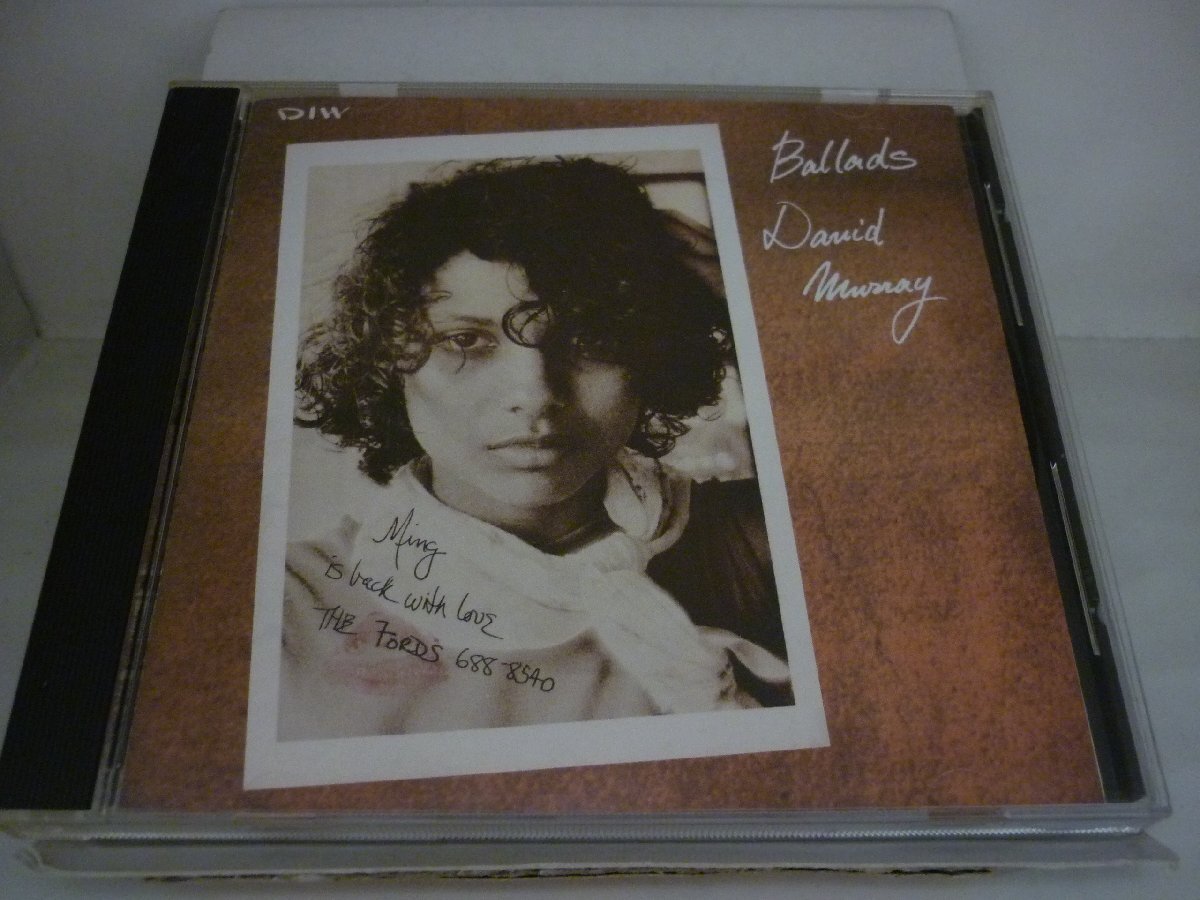 DIW
Ballads
David
Murray
Ming
is back with love
THE FORDS 688-8540